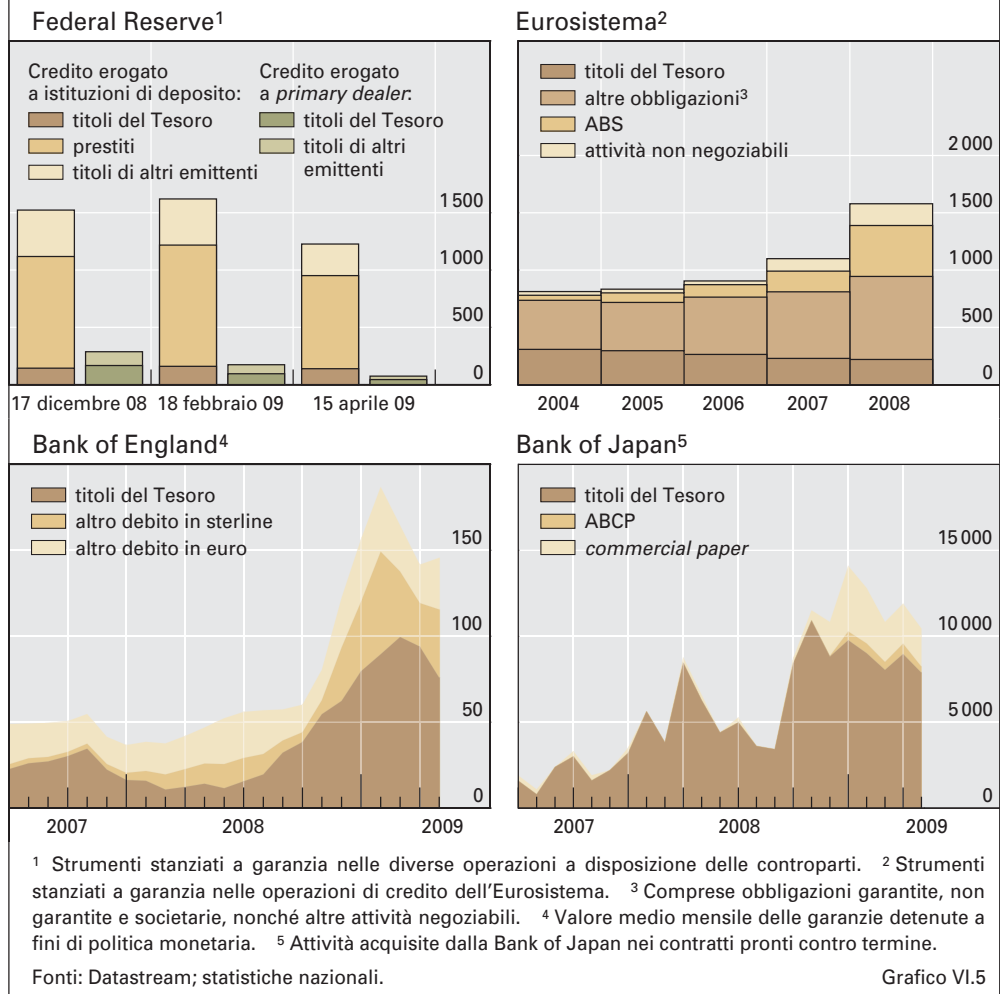 Federal Reserve¹
Credito erogato
a istituzioni di deposito:
titoli del Tesoro
prestiti
titoli di altri emittenti
Credito erogato
a primary dealer:
titoli del Tesoro
titoli di altri
emittenti
1 500
1 000
500
0
17 dicembre 08 18 febbraio 09 15 aprile 09
Eurosistema²
titoli del Tesoro
altre obbligazioni³
ABS
attività non negoziabili
2 000
1 500
1 000
500
0
2004 2005 2006 2007 2008
Bank of England⁴
titoli del Tesoro
altro debito in sterline
altro debito in euro
150
100
50
0
2007 2008 2009
Bank of Japan⁵
titoli del Tesoro
ABCP
commercial paper
15 000
10 000
5 000
0
2007 2008 2009
¹ Strumenti stanziati a garanzia nelle diverse operazioni a disposizione delle controparti. ² Strumenti
stanziati a garanzia nelle operazioni di credito dell'Eurosistema. ³ Comprese obbligazioni garantite, non
garantite e societarie, nonché altre attività negoziabili. ⁴ Valore medio mensile delle garanzie detenute a
fini di politica monetaria. ⁵ Attività acquisite dalla Bank of Japan nei contratti pronti contro termine.
Fonti: Datastream; statistiche nazionali. Grafico VI.5